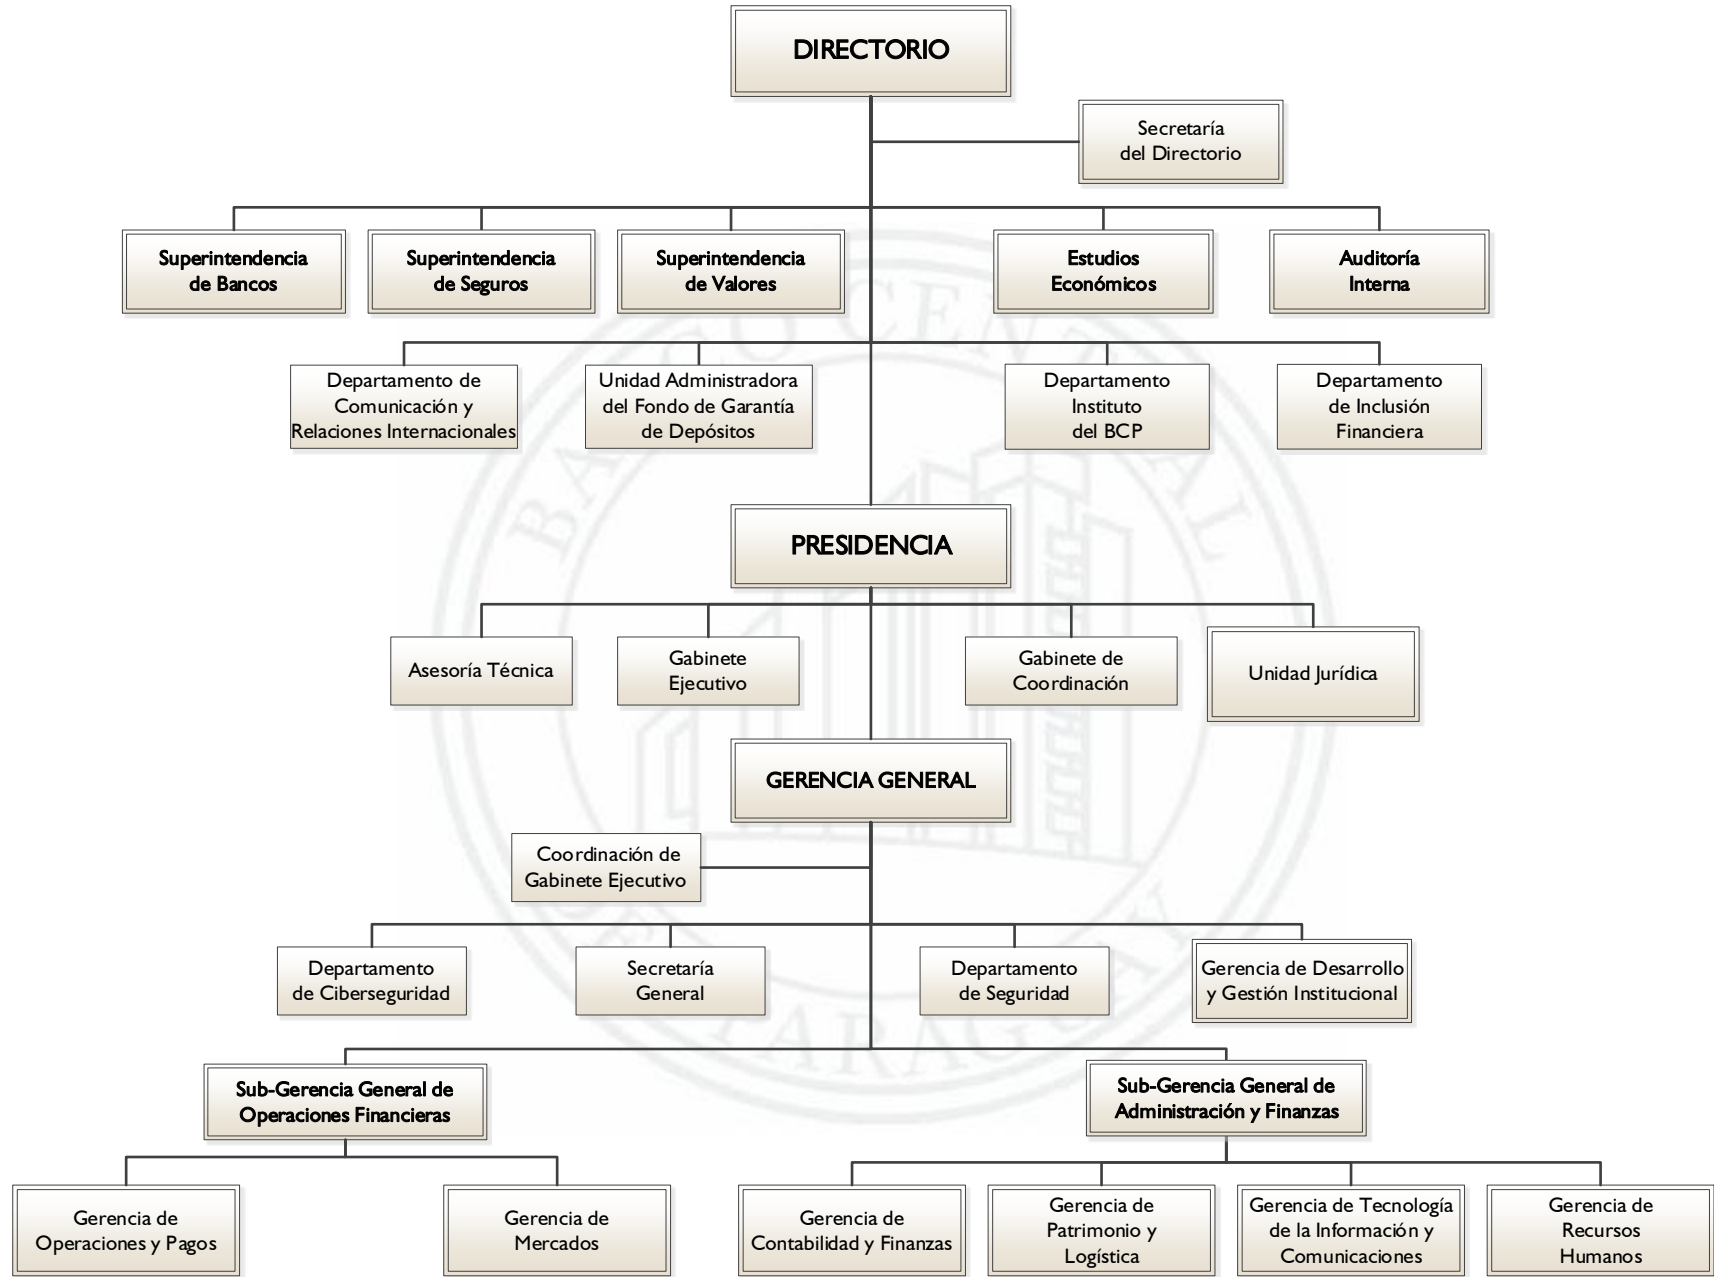 DIRECTORIO
Secretaría
del Directorio
Superintendencia
de Bancos
Superintendencia
de Seguros
Superintendencia
de Valores
Estudios
Económicos
Auditoría
Interna
Departamento de
Comunicación y
Relaciones Internacionales
Unidad Administradora
del Fondo de Garantía
de Depósitos
Departamento
Instituto
del BCP
Departamento
de Inclusión
Financiera
PRESIDENCIA
Asesoría Técnica
Gabinete
Ejecutivo
Gabinete de
Coordinación
Unidad Jurídica
GERENCIA GENERAL
Coordinación de
Gabinete Ejecutivo
Departamento
de Ciberseguridad
Secretaría
General
Departamento
de Seguridad
Gerencia de Desarrollo
y Gestión Institucional
Sub-Gerencia General de
Operaciones Financieras
Sub-Gerencia General de
Administración y Finanzas
Gerencia de
Operaciones y Pagos
Gerencia de
Mercados
Gerencia de
Contabilidad y Finanzas
Gerencia de
Patrimonio y
Logística
Gerencia de Tecnología
de la Información y
Comunicaciones
Gerencia de
Recursos
Humanos
BANCO CENTRAL
DEL PARAGUAY